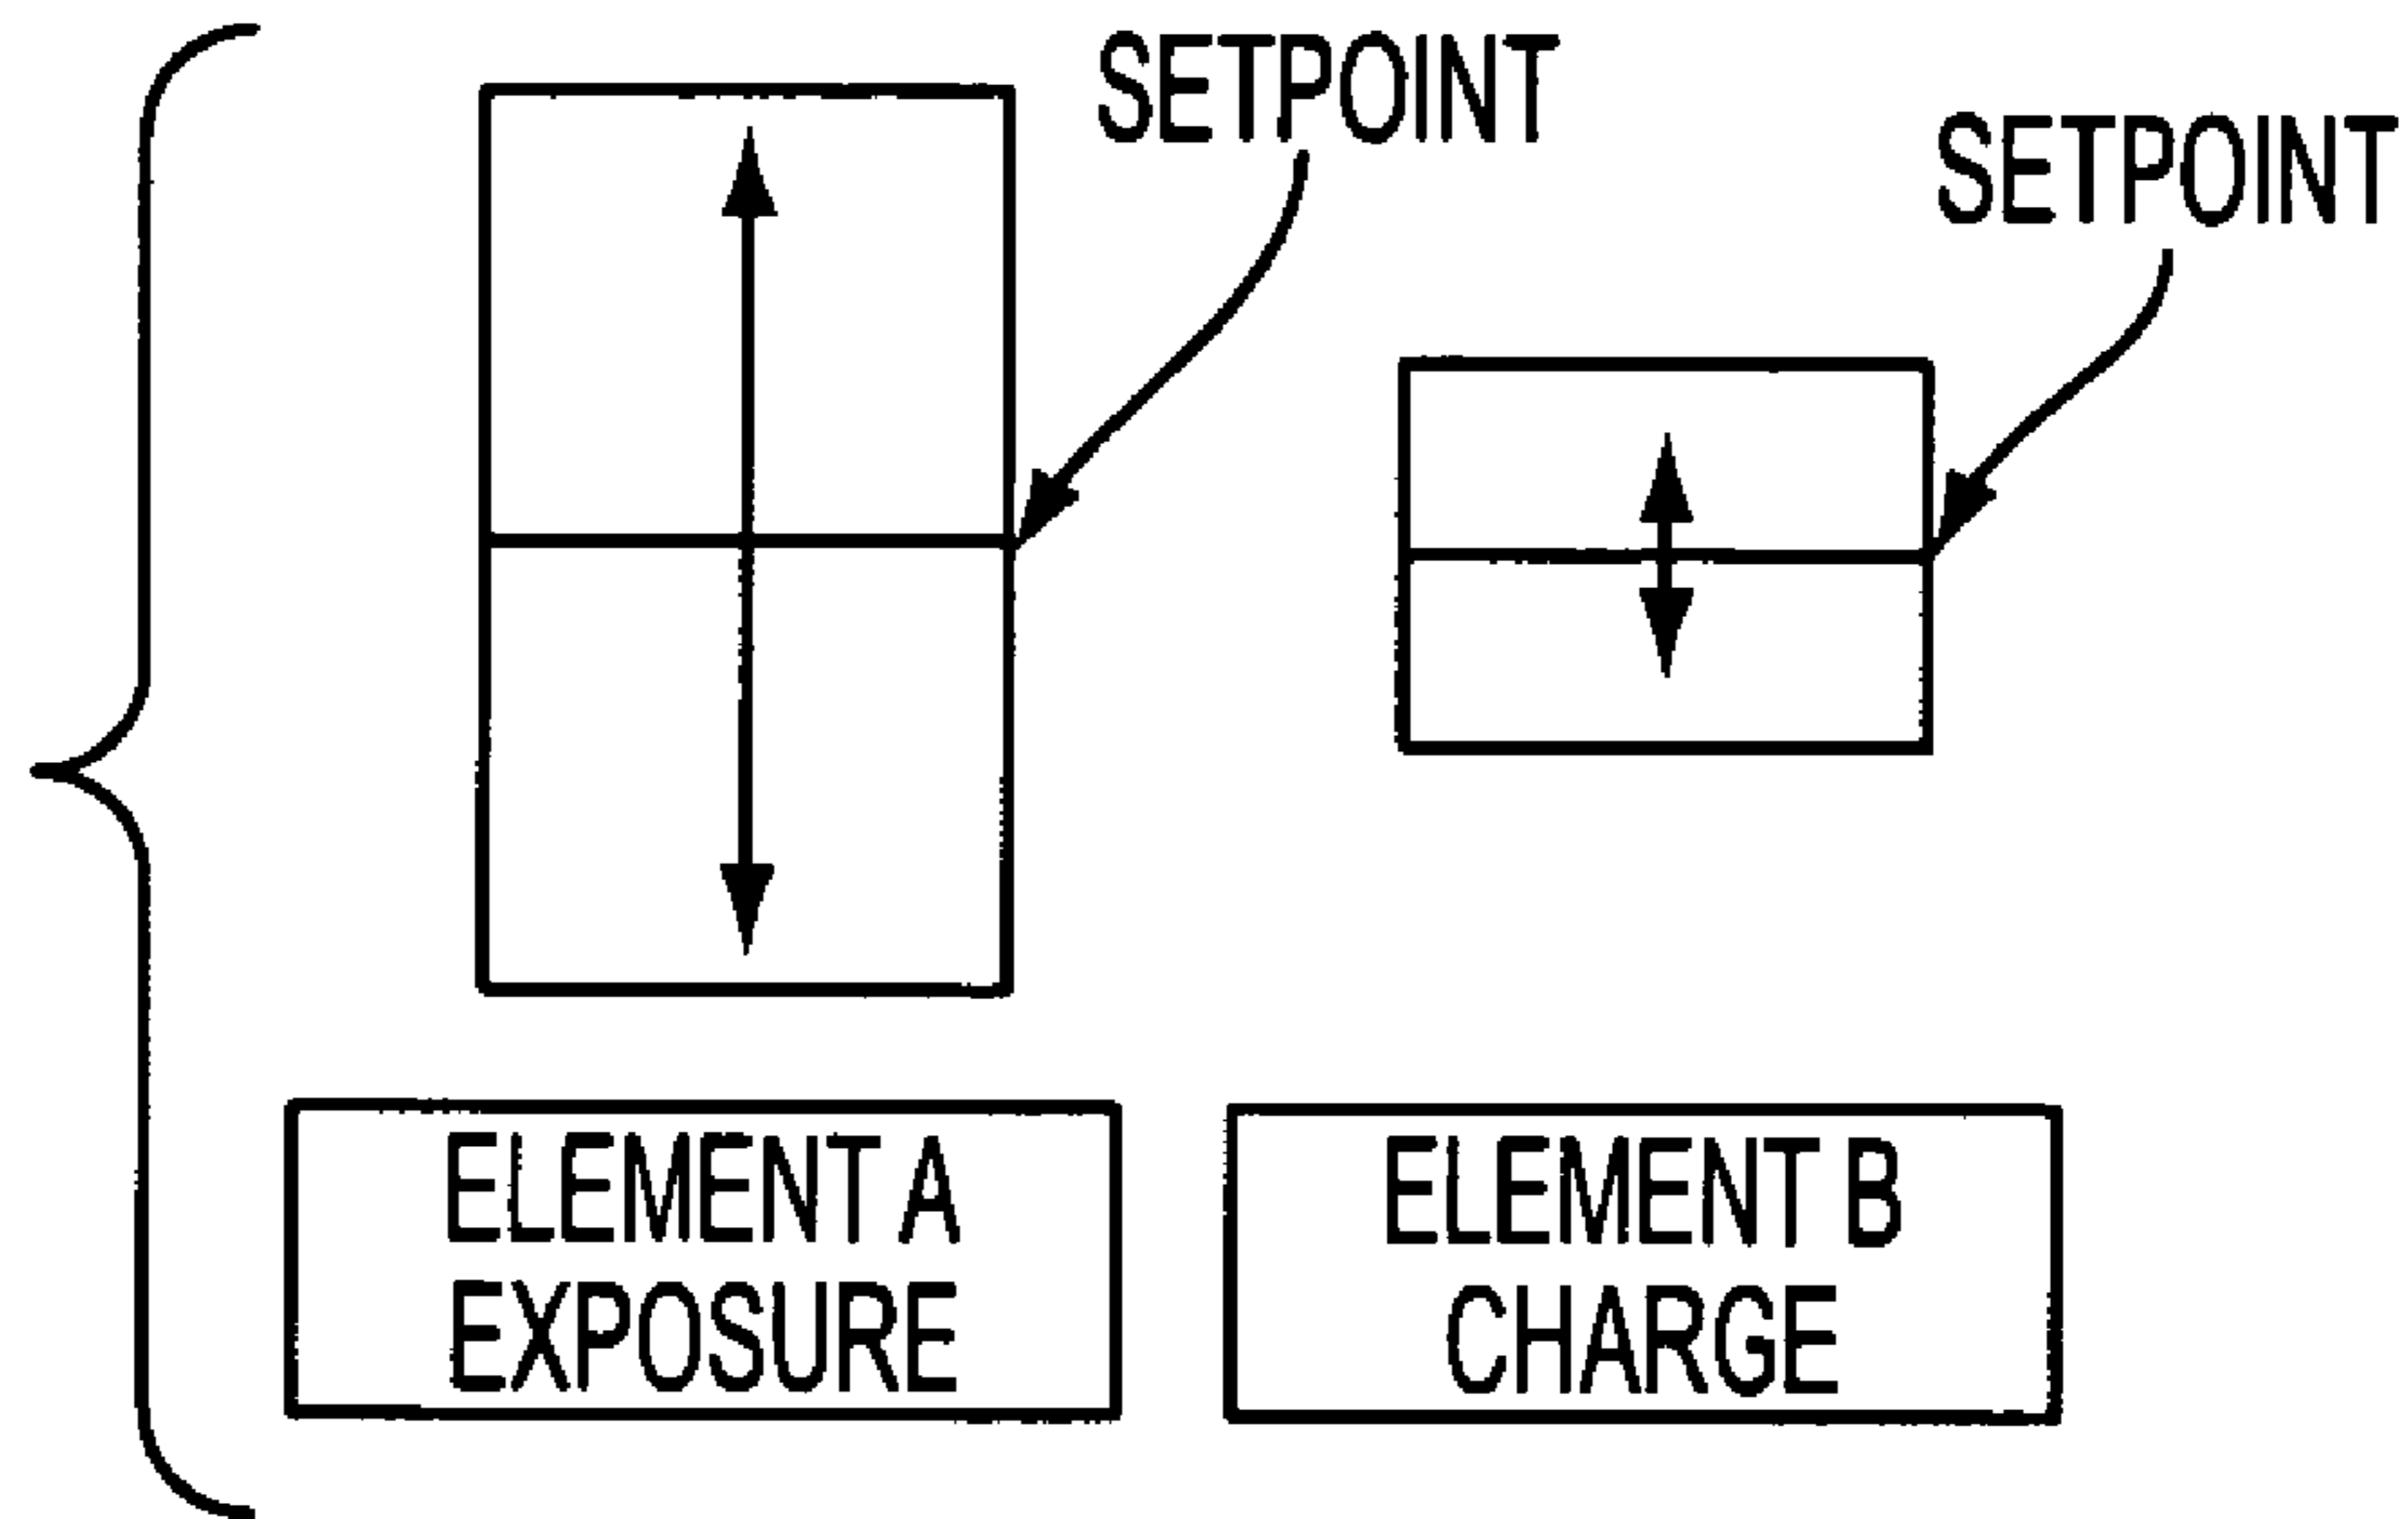 SETPOINT
SETPOINT
ELEMENT A
EXPOSURE
ELEMENT B
CHARGE